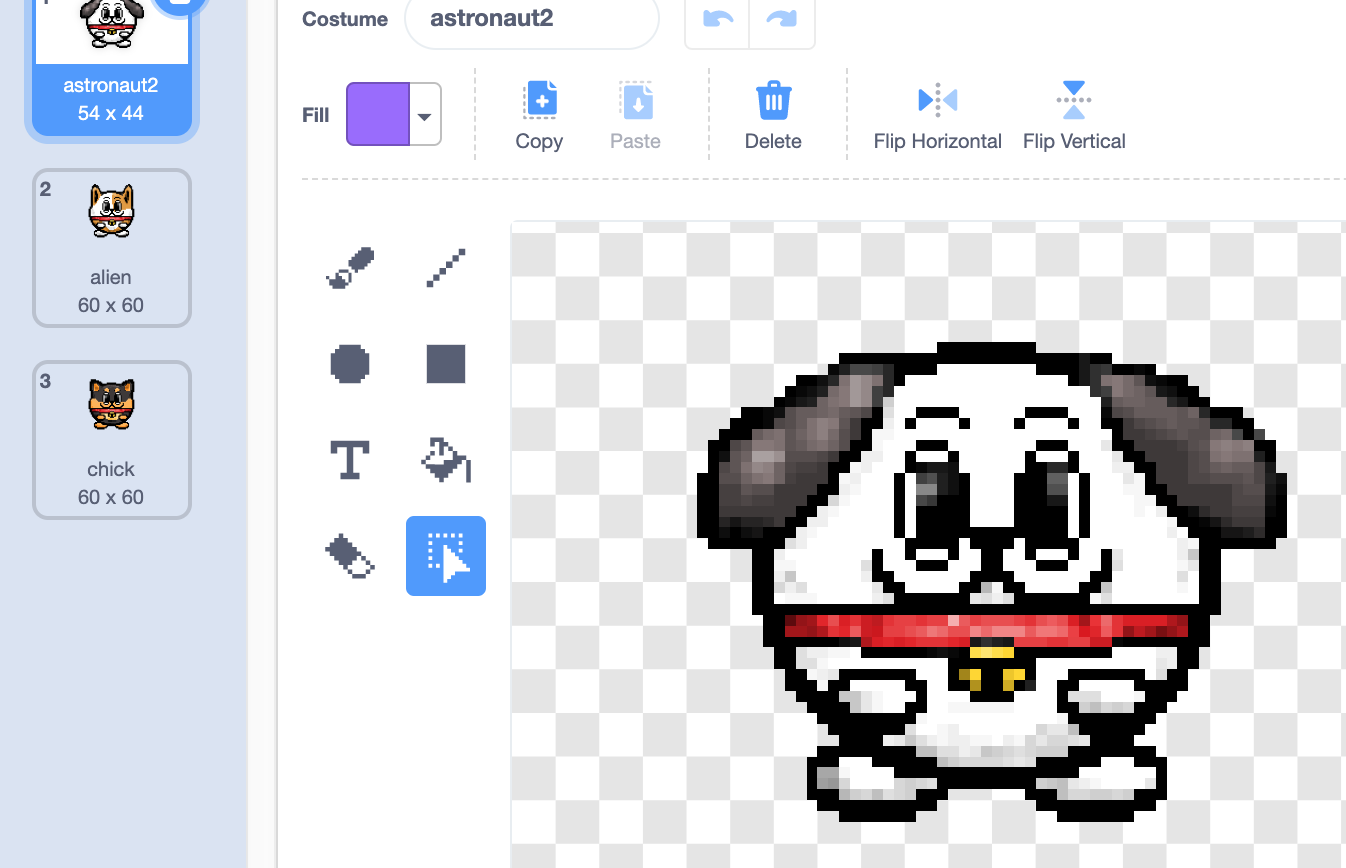 Costume
astronaut2
Fill
Copy
Paste
Delete
Flip Horizontal
Flip Vertical
astronaut2
54 x 44
2
alien
60 x 60
3
chick
60 x 60